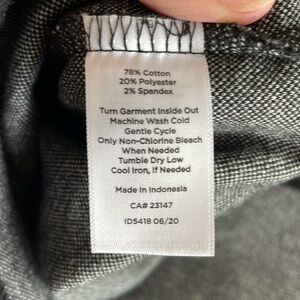 78% Cotton
20% Polyester
2% Spandex
Turn Garment Inside Out
Machine Wash Cold
Gentle Cycle
Only Non-Chlorine Bleach
When Needed
Tumble Dry Low
Cool Iron, If Needed
Made in Indonesia
CA# 23147
ID5418 06/20